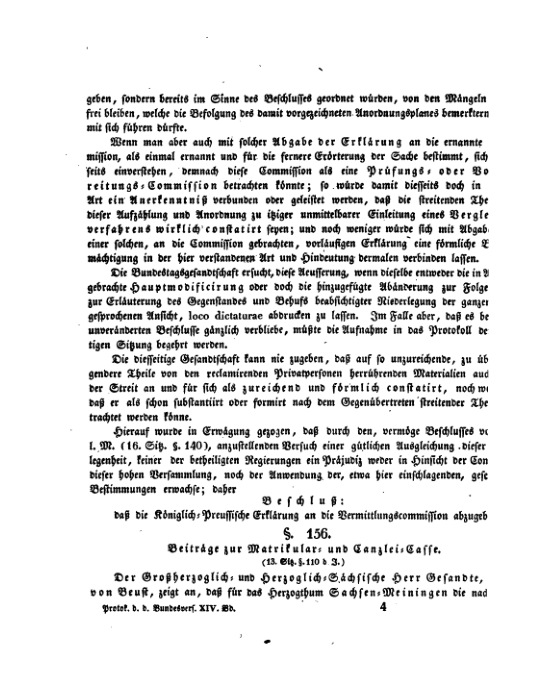 geben, sondern bereits im Sinne des Beschlusses geordnet würden, von den Mängeln
frei bleiben, welche die Befolgung des damit vorgezeichneten Anordnungsplanes bemerktern
mit sich führen dürfte.
Wenn man aber auch mit solcher Abgabe der Erklärung an die ernannte
mission, als einmal ernannt und für die fernere Erörterung der Sache bestimmt, sich
seits einverstehen, demnach diese Commission als eine Prüfungs- oder Vo
reitungs-Commission betrachten könnte; so würde damit diesseits doch in
Art ein Anerkenntniß verbunden oder geleistet werden, daß die streitenden The
dieser Aufzählung und Anordnung zu itziger unmittelbarer Einleitung eines Vergle
verfahrens wirklich constatirt seyen; und noch weniger würde sich mit Abgab
einer solchen, an die Commission gebrachten, vorläufigen Erklärung eine förmliche E
mächtigung in der hier verstandenen Art und Hindeutung dermalen verbinden lassen.
Die Bundestagsgesandtschaft ersucht, diese Aeusserung, wenn dieselbe entweder die in A
gebrachte Hauptmodificirung oder doch die hinzugefügte Abänderung zur Folge
zur Erläuterung des Gegenstandes und Behufs beabsichtigter Niederlegung der ganzen
gesprochenen Ansicht, loco dictaturae abdrucken zu lassen. Im Falle aber, daß es be
unveränderten Beschlusse gänzlich verbliebe, müßte die Aufnahme in das Protokoll de
tigen Sitzung begehrt werden.
Die diesseitige Gesandtschaft kann nie zugeben, daß auf so unzureichende, zu üb
gendere Theile von den reclamirenden Privatpersonen herrührenden Materialien auch
der Streit an und für sich als zureichend und förmlich constatirt, noch we
daß er als schon substantiirt oder formirt nach dem Gegenübertreten streitender The
trachtet werden könne.
Hierauf wurde in Erwägung gezogen, daß durch den, vermöge Beschlusses vo
l. M. (16. Sitz. §. 140), anzustellenden Versuch einer gütlichen Ausgleichung dieser
legenheit, keiner der betheiligten Regierungen ein Präjudiz weder in Hinsicht der Con
dieser hohen Versammlung, noch der Anwendung der, etwa hier einschlagenden, gese
Bestimmungen erwachse; daher
Beschluß:
daß die Königlich-Preussische Erklärung an die Vermittlungscommission abzugeb
§. 156.
Beiträge zur Matrikular- und Canzlei-Casse.
(13. Sitz. §. 110 d J.)
Der Großherzoglich- und Herzoglich-Sächsische Herr Gesandte,
von Beust, zeigt an, daß für das Herzogthum Sachsen-Meiningen die nach
Protok. d. d. Bundesvers. XIV. Bd. 4